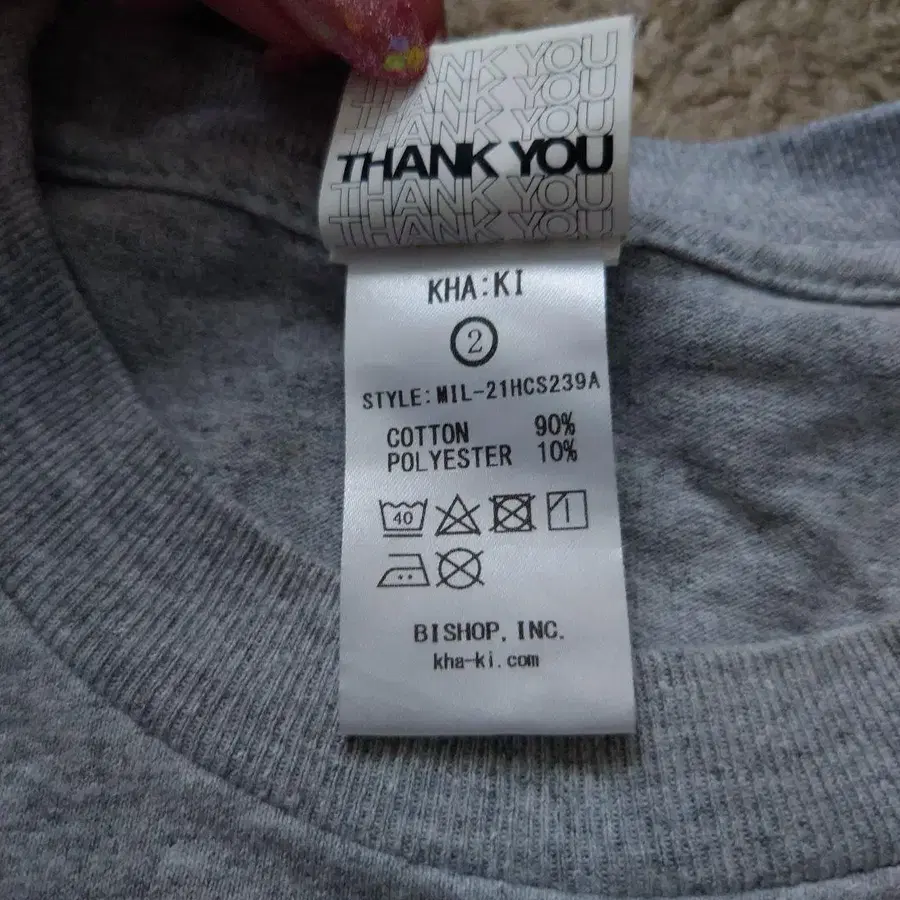 THANK YOU
THANK YOU
THANK YOU
THANK YOU
THANK YOU
THANK YOU
KHA:KI
2
STYLE:MIL-21HCS239A
COTTON 90%
POLYESTER 10%
40
BISHOP, INC.
kha-ki.com